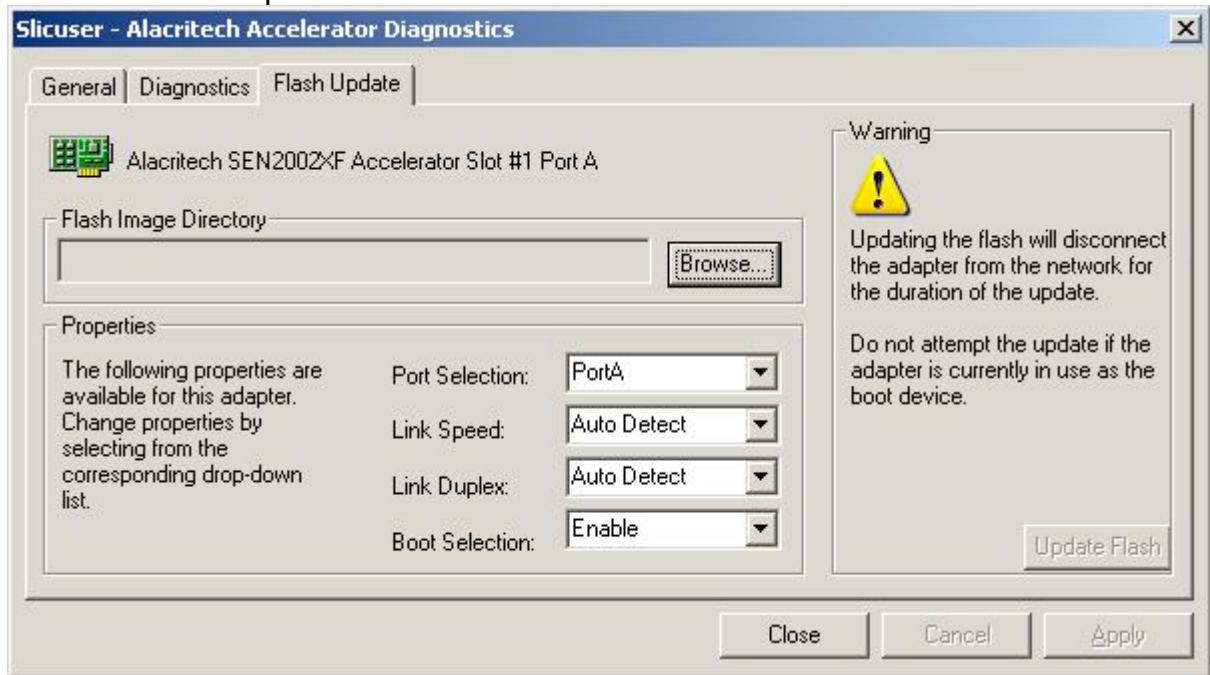 Slicuser - Alacritech Accelerator Diagnostics
General
Diagnostics
Flash Update
Alacritech SEN2002XF Accelerator Slot #1 Port A
Flash Image Directory
Browse...
Properties
The following properties are
available for this adapter.
Change properties by
selecting from the
corresponding drop-down
list.
Port Selection:
PortA
Link Speed:
Auto Detect
Link Duplex:
Auto Detect
Boot Selection:
Enable
Warning
Updating the flash will disconnect
the adapter from the network for
the duration of the update.
Do not attempt the update if the
adapter is currently in use as the
boot device.
Update Flash
Close
Cancel
Apply